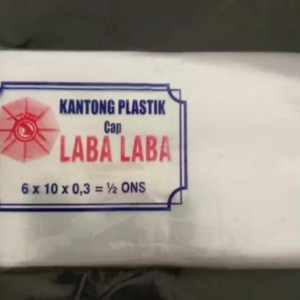 KANTONG PLASTIK
Cap
LABA LABA
6 x 10 x 0,3 = ½ ONS